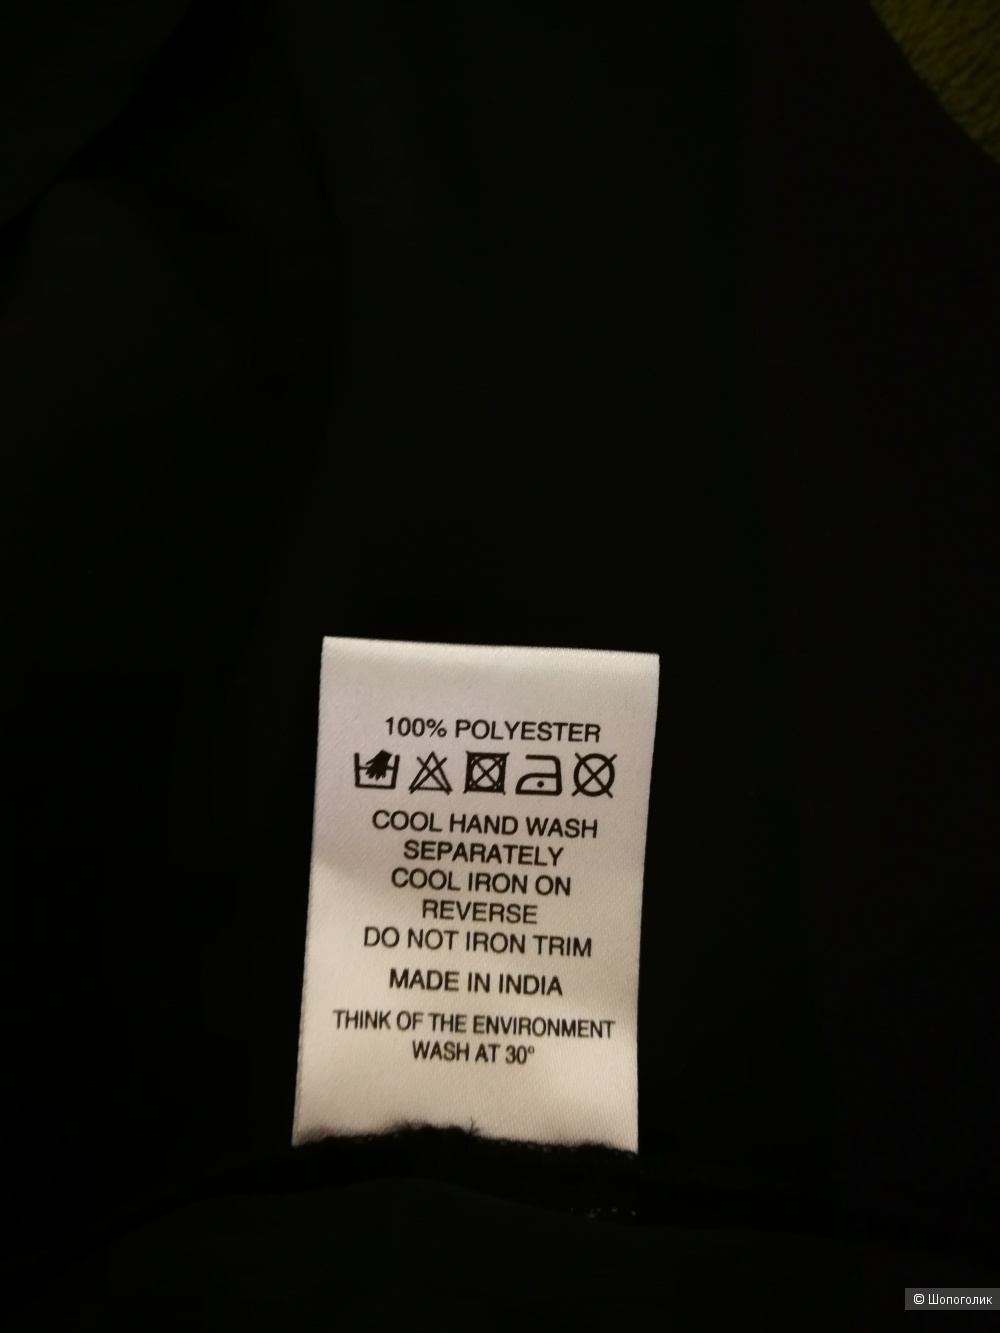 100% POLYESTER
COOL HAND WASH
SEPARATELY
COOL IRON ON
REVERSE
DO NOT IRON TRIM
MADE IN INDIA
THINK OF THE ENVIRONMENT
WASH AT 30°
© Шопоголик